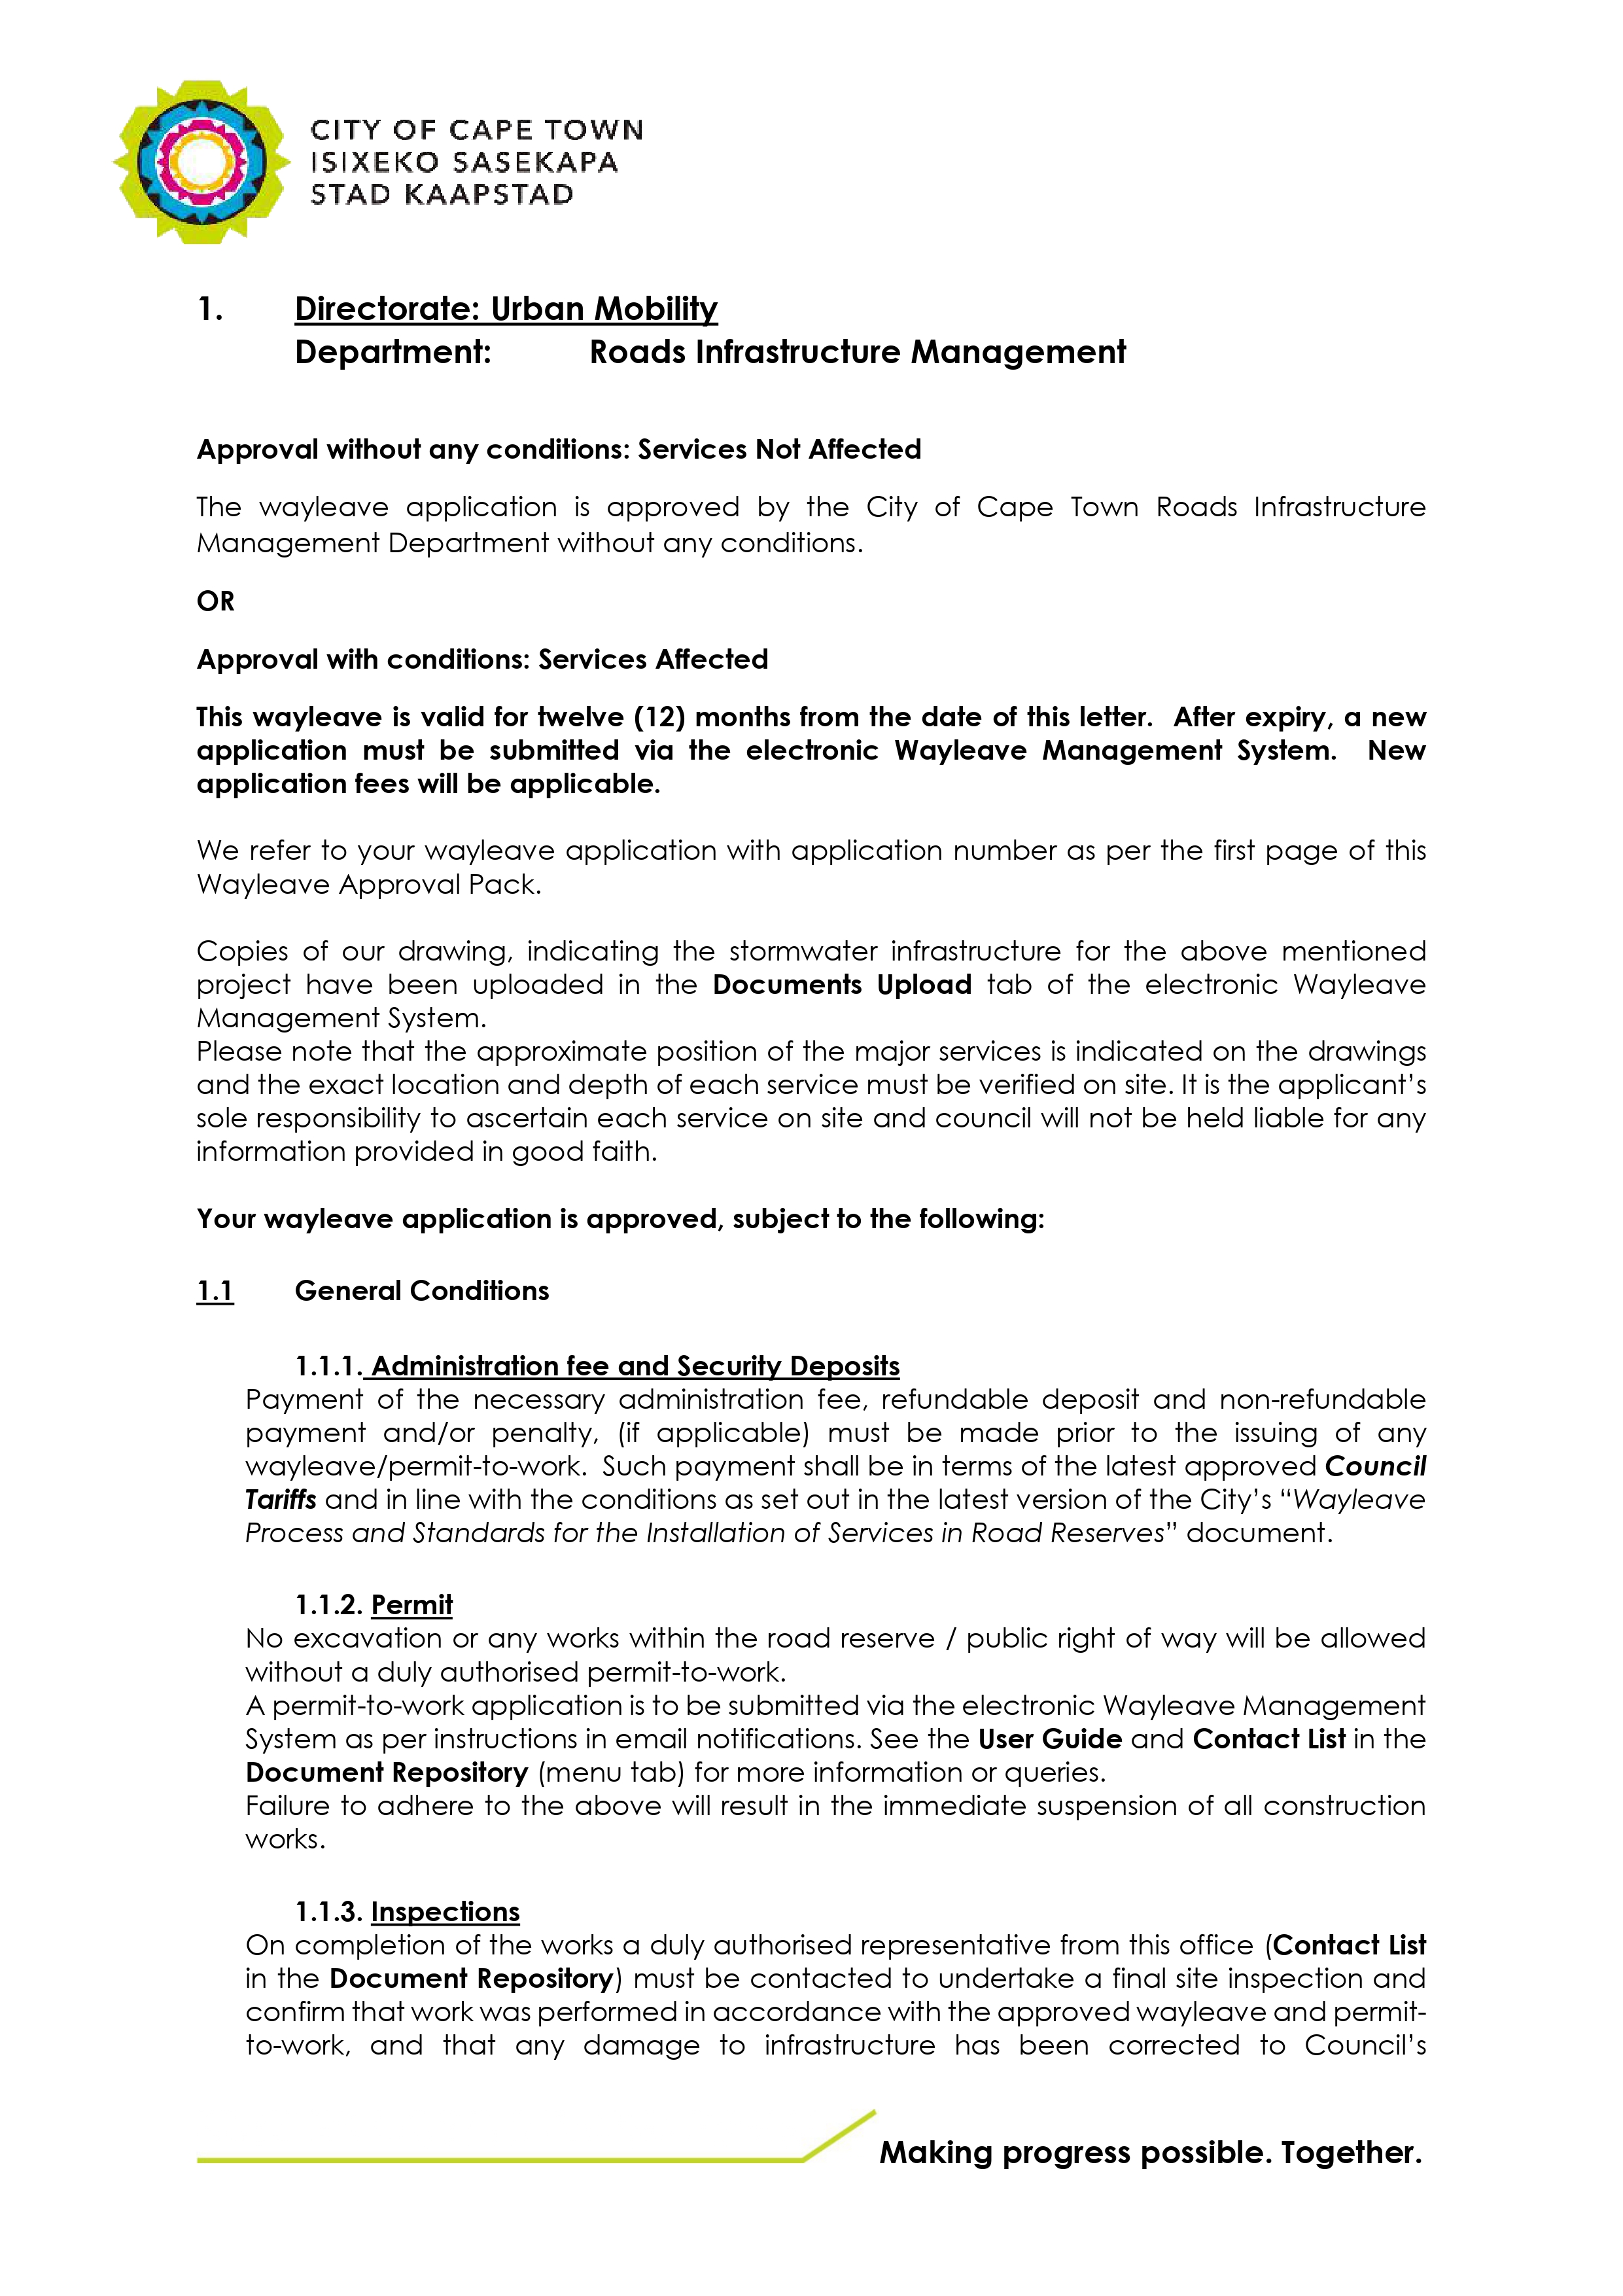 CITY OF CAPE TOWN
ISIXEKO SASEKAPA
STAD KAAPSTAD
1. Directorate: Urban Mobility
Department: Roads Infrastructure Management
Approval without any conditions: Services Not Affected
The wayleave application is approved by the City of Cape Town Roads Infrastructure
Management Department without any conditions.
OR
Approval with conditions: Services Affected
This wayleave is valid for twelve (12) months from the date of this letter. After expiry, a new
application must be submitted via the electronic Wayleave Management System. New
application fees will be applicable.
We refer to your wayleave application with application number as per the first page of this
Wayleave Approval Pack.
Copies of our drawing, indicating the stormwater infrastructure for the above mentioned
project have been uploaded in the Documents Upload tab of the electronic Wayleave
Management System.
Please note that the approximate position of the major services is indicated on the drawings
and the exact location and depth of each service must be verified on site. It is the applicant’s
sole responsibility to ascertain each service on site and council will not be held liable for any
information provided in good faith.
Your wayleave application is approved, subject to the following:
1.1 General Conditions
1.1.1. Administration fee and Security Deposits
Payment of the necessary administration fee, refundable deposit and non-refundable
payment and/or penalty, (if applicable) must be made prior to the issuing of any
wayleave/permit-to-work. Such payment shall be in terms of the latest approved Council
Tariffs and in line with the conditions as set out in the latest version of the City’s “Wayleave
Process and Standards for the Installation of Services in Road Reserves” document.
1.1.2. Permit
No excavation or any works within the road reserve / public right of way will be allowed
without a duly authorised permit-to-work.
A permit-to-work application is to be submitted via the electronic Wayleave Management
System as per instructions in email notifications. See the User Guide and Contact List in the
Document Repository (menu tab) for more information or queries.
Failure to adhere to the above will result in the immediate suspension of all construction
works.
1.1.3. Inspections
On completion of the works a duly authorised representative from this office (Contact List
in the Document Repository) must be contacted to undertake a final site inspection and
confirm that work was performed in accordance with the approved wayleave and permit-
to-work, and that any damage to infrastructure has been corrected to Council’s
Making progress possible. Together.